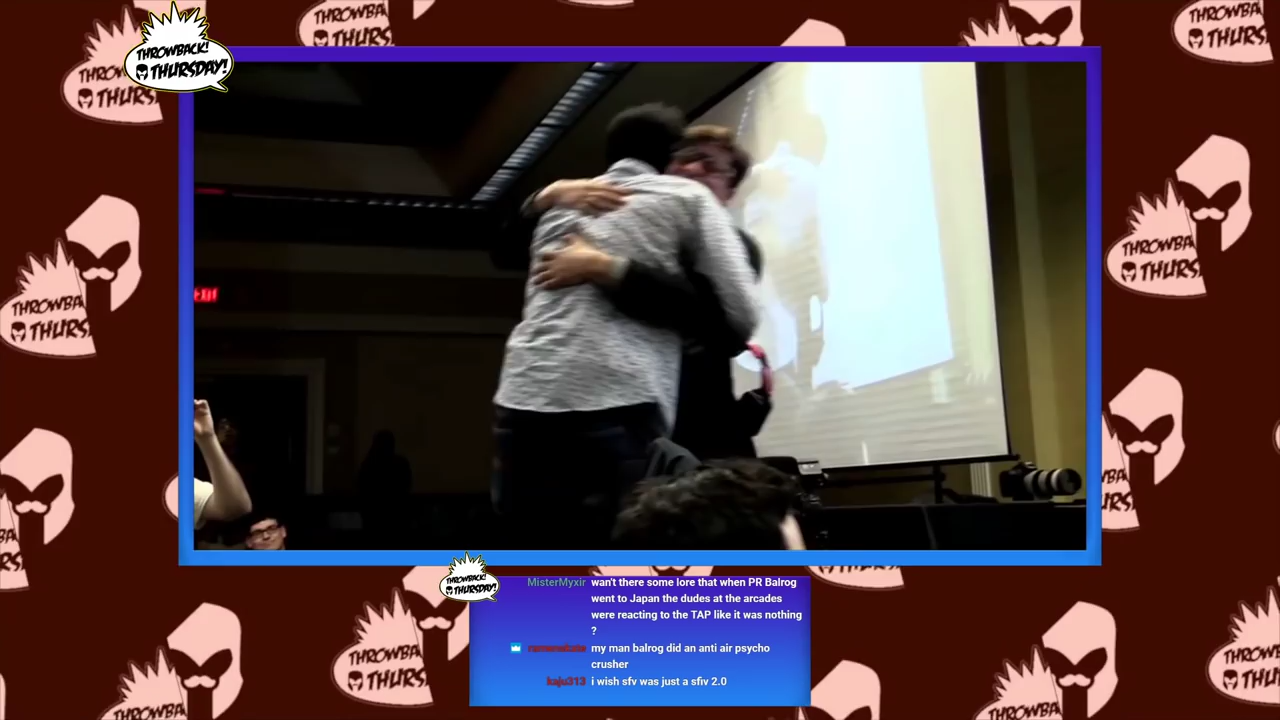 THROWBACK!
THURSDAY!
EXIT
THROWBACK!
THURSDAY!
MisterMyxir wan't there some lore that when PR Balrog
went to Japan the dudes at the arcades
were reacting to the TAP like it was nothing
?
my man balrog did an anti air psycho
crusher
kaju313 i wish sfv was just a sfiv 2.0